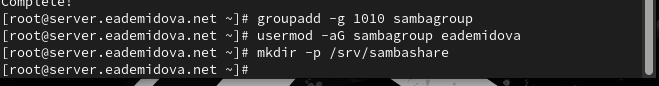 Complete!
[root@server.eademidova.net ~]# groupadd -g 1010 sambagroup
[root@server.eademidova.net ~]# usermod -aG sambagroup eademidova
[root@server.eademidova.net ~]# mkdir -p /srv/sambashare
[root@server.eademidova.net ~]#